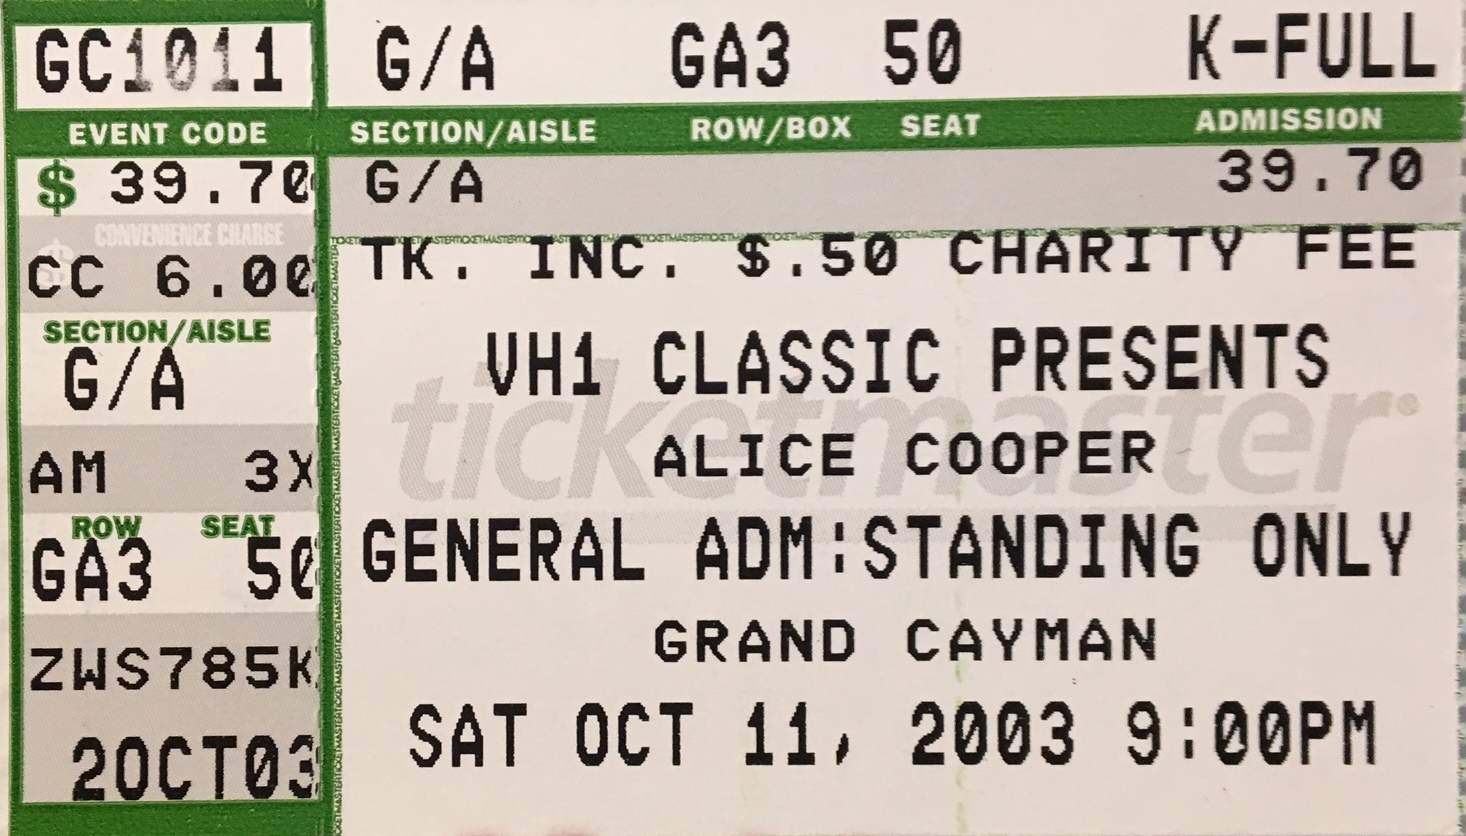 GC1011 G/A GA3 50 K-FULL
EVENT CODE SECTION/AISLE ROW/BOX SEAT ADMISSION
$ 39.70 G/A 39.70
CONVENIENCE CHARGE
CC 6.00 TK. INC. $.50 CHARITY FEE
SECTION/AISLE
G/A VH1 CLASSIC PRESENTS
ticketmaster®
AM 3X ALICE COOPER
ROW SEAT
GA3 50 GENERAL ADM:STANDING ONLY
ZWS785K GRAND CAYMAN
2OCT03 SAT OCT 11, 2003 9:00PM